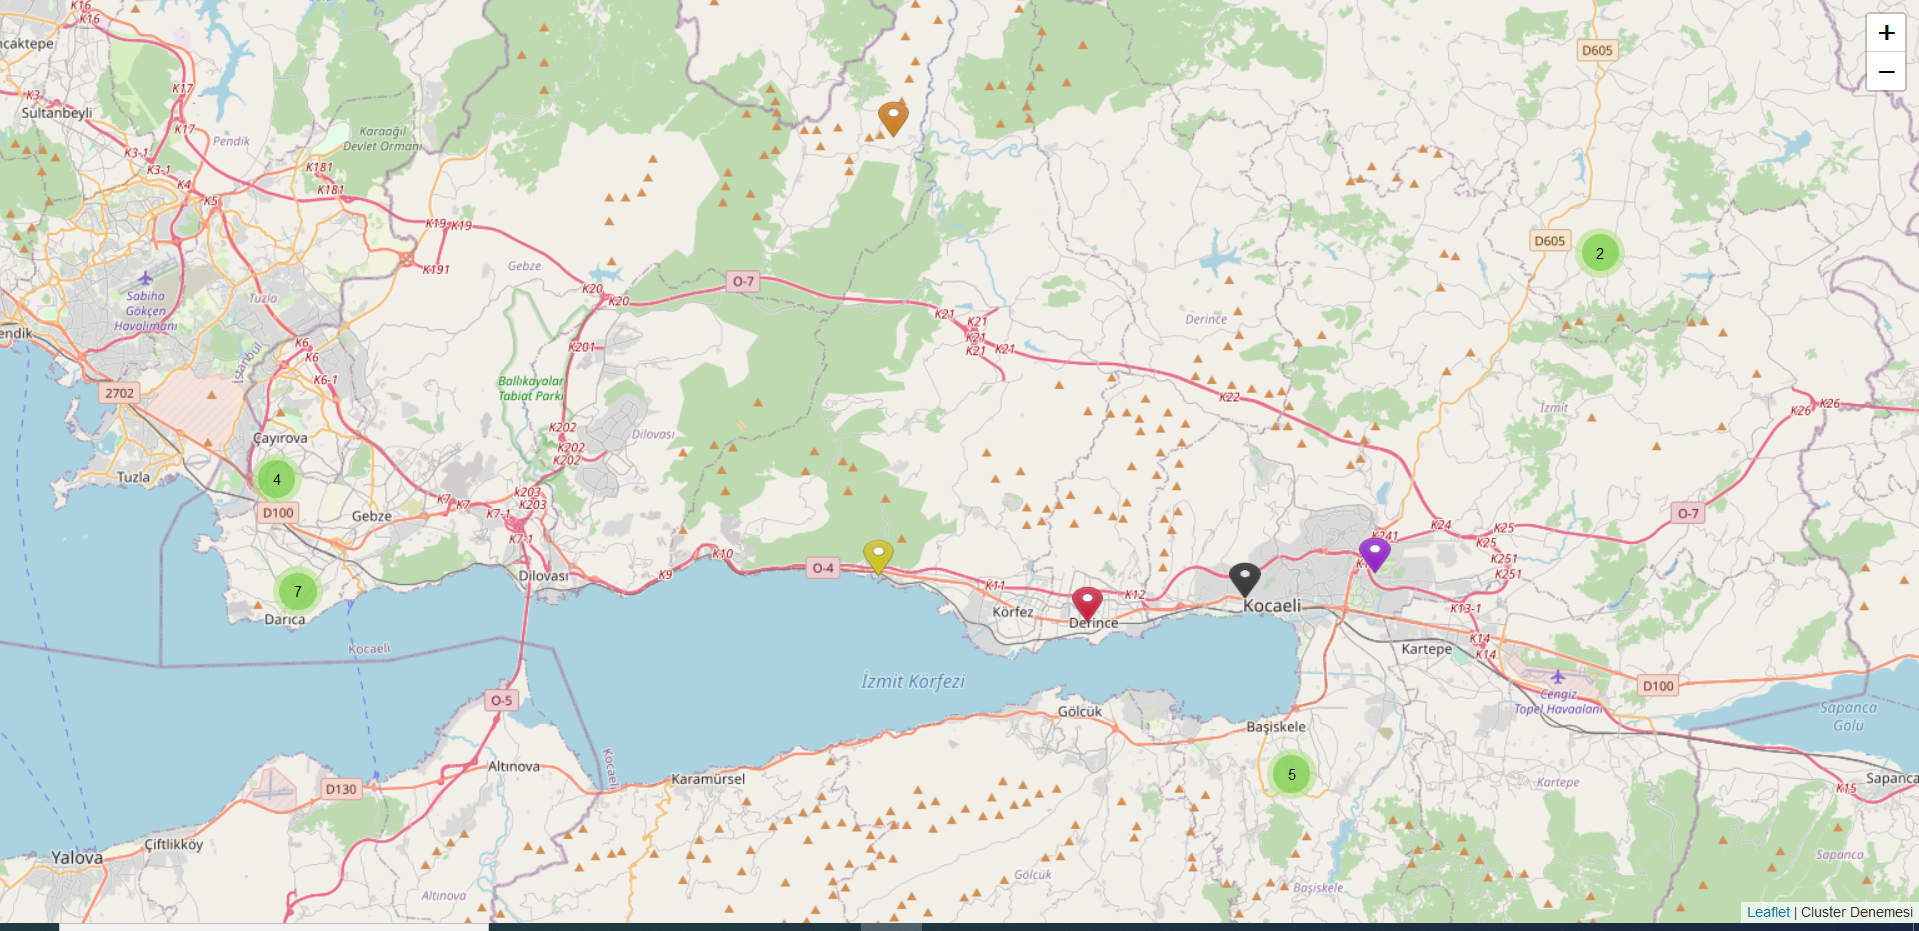 K16
K16
ncaktepe
D605
+
−
K17
K3
Sultanbeyli
K17
Pendik
Karaağıl
Devlet Ormanı
K3-1
K3-1
K181
K4
K181
K5
K19
K19
D605
2
K191
Gebze
Sabiha
Gökçen
Havalimanı
Tuzla
O-7
K20
K20
K21
K21
K21
K21
K21
Derince
endik
K6
K6
K201
İstanbul
K6-1
Ballıkayalar
Tabiat Parkı
2702
K22
İzmit
K26
K26
K202
K202
K202
Dilovası
Çayırova
4
Tuzla
D100
Gebze
K7
K7
k203
K203
K7-1
K7-1
O-7
K24
K25
K25
K241
K251
K251
K10
O-4
K9
Dilovası
K11
K12
7
Darıca
Körfez
Derince
Kocaeli
K13-1
K14
K14
Kartepe
Kocaeli
İzmit Körfezi
D100
O-5
Cengiz
Topel Havaalanı
Sapanca
Gölü
Gölcük
Başiskele
Kocaeli
Altınova
Karamürsel
5
Kartepe
Sapanca
K15
D130
Yalova
Çiftlikköy
Altınova
Gölcük
Başiskele
Sapanca
Leaflet | Cluster Denemesi